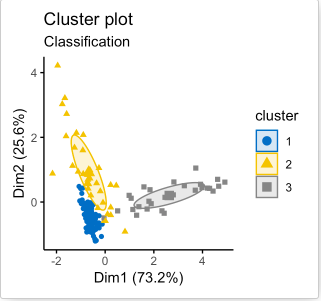 Cluster plot
Classification
4
2
0
-2
0
2
4
Dim1 (73.2%)
Dim2 (25.6%)
cluster
1
2
3